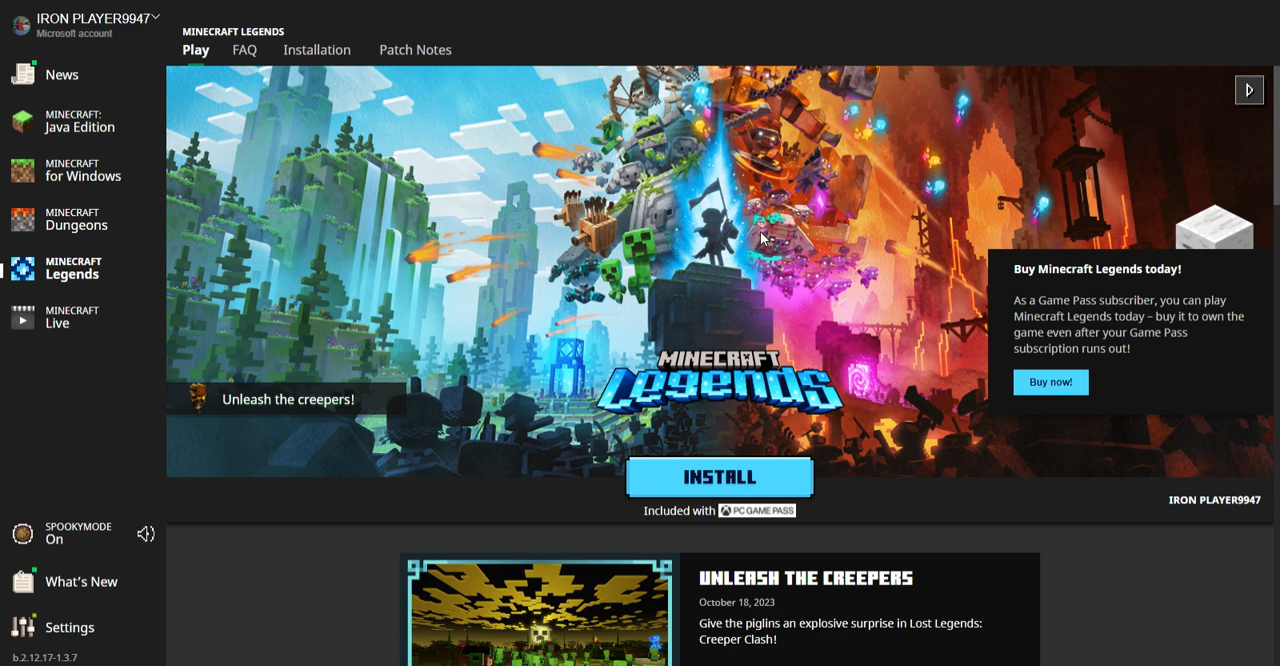 IRON PLAYER9947
Microsoft account
News
MINECRAFT:
Java Edition
MINECRAFT
for Windows
MINECRAFT
Dungeons
MINECRAFT
Legends
MINECRAFT
Live
SPOOKYMODE
On
What's New
Settings
b.2.12.17-1.3.7
MINECRAFT LEGENDS
Play FAQ Installation Patch Notes
MINECRAFT
Legends
Unleash the creepers!
Buy Minecraft Legends today!
As a Game Pass subscriber, you can play
Minecraft Legends today – buy it to own the
game even after your Game Pass
subscription runs out!
Buy now!
INSTALL
Included with PC GAME PASS
IRON PLAYER9947
UNLEASH THE CREEPERS
October 18, 2023
Give the piglins an explosive surprise in Lost Legends:
Creeper Clash!